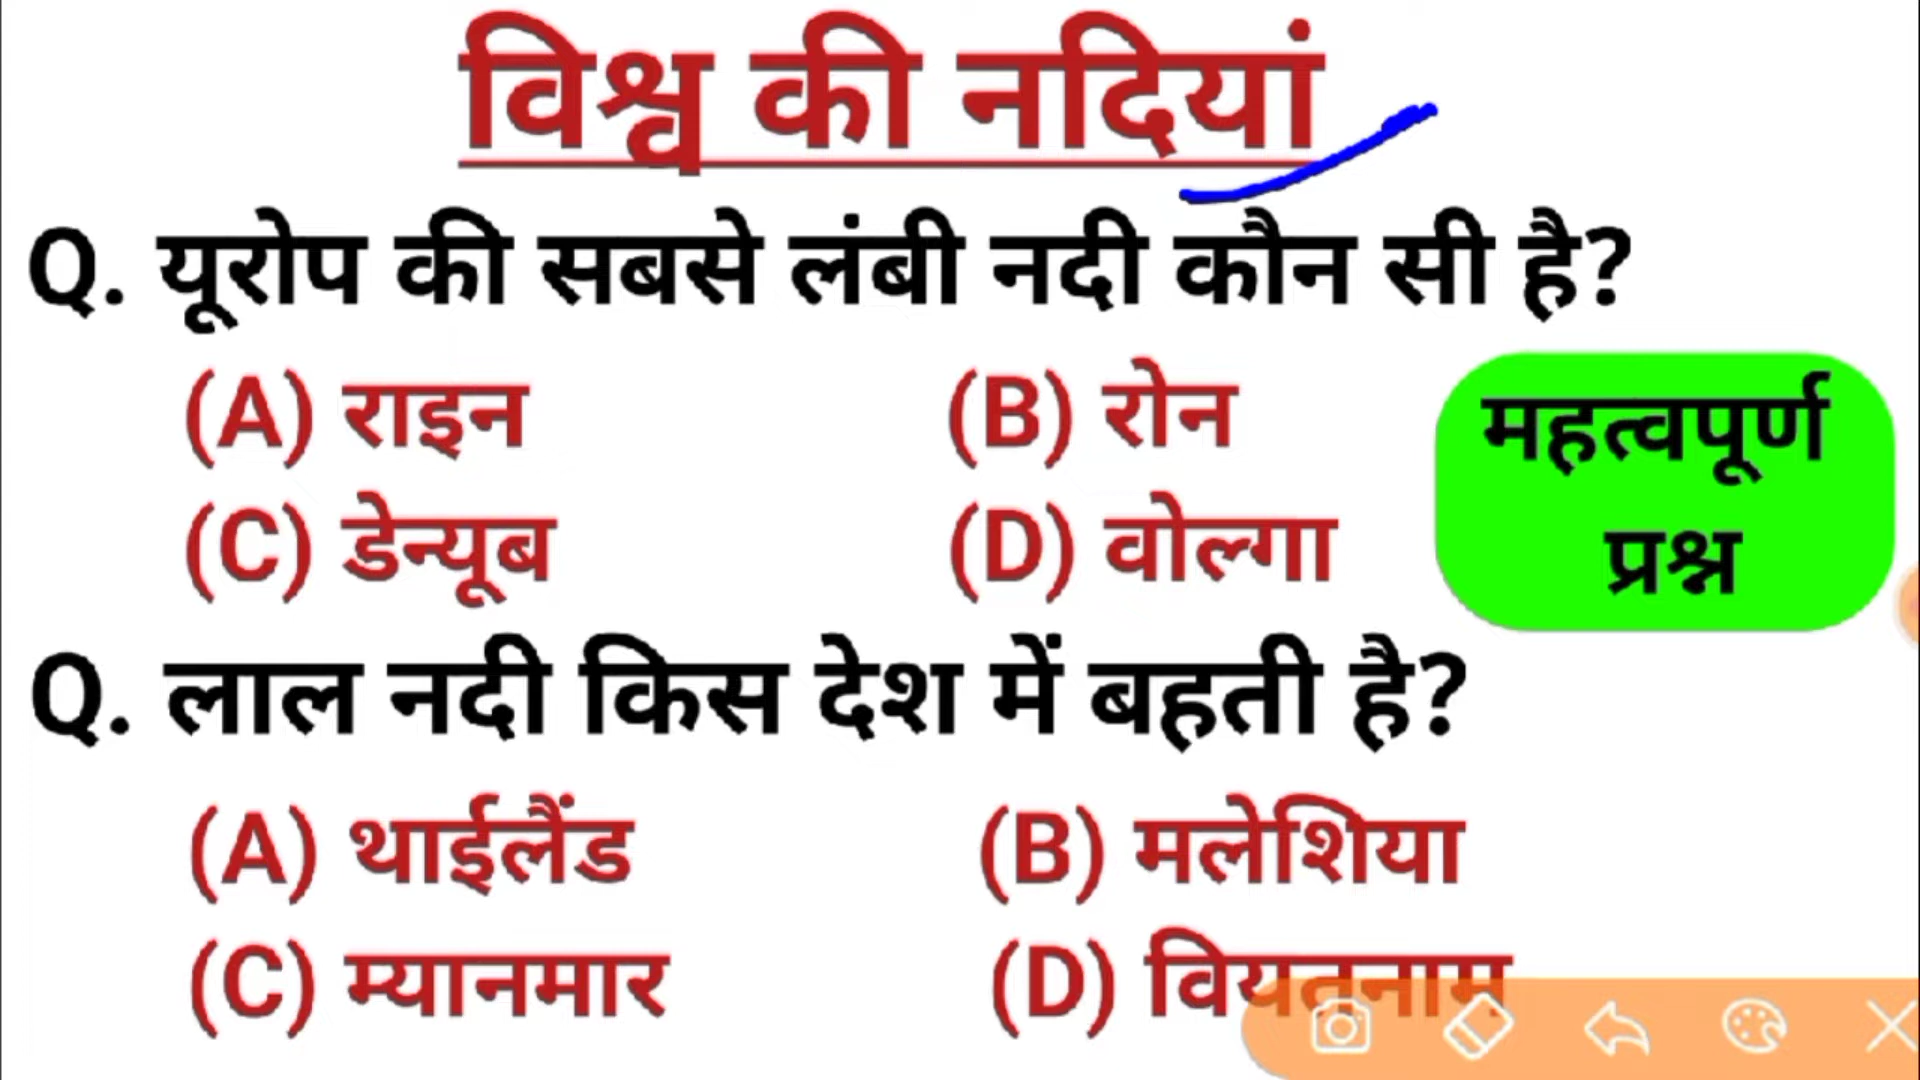 विश्व की नदियां
Q. यूरोप की सबसे लंबी नदी कौन सी है?
(A) राइन (B) रोन
(C) डेन्यूब (D) वोल्गा
महत्वपूर्ण
प्रश्न
Q. लाल नदी किस देश में बहती है?
(A) थाईलैंड (B) मलेशिया
(C) म्यानमार (D) वियतनाम